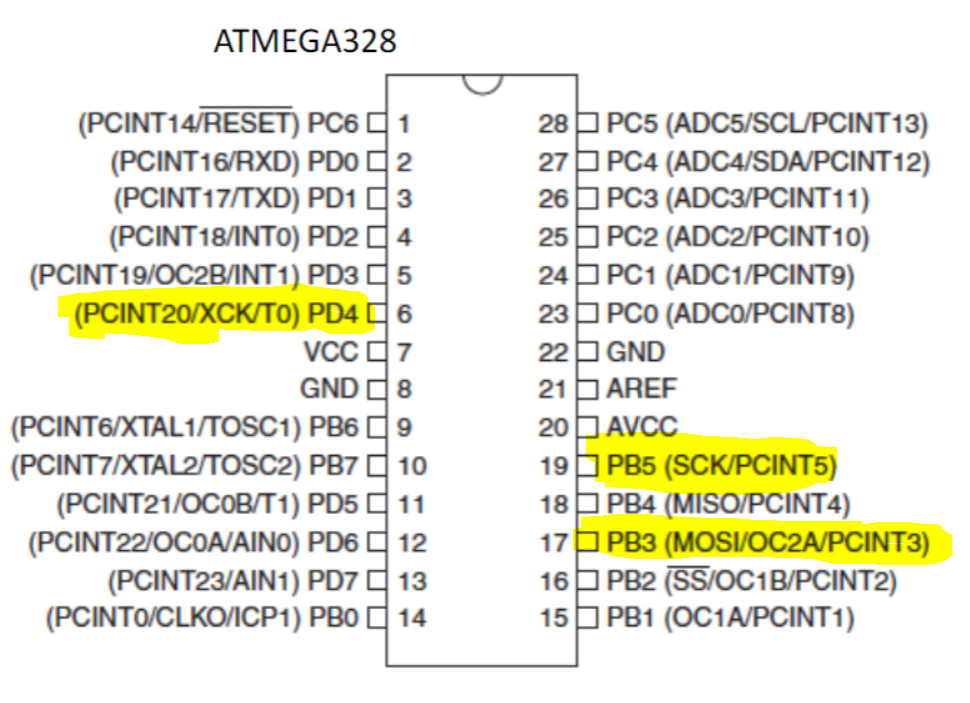 ATMEGA328
(PCINT14/RESET) PC6 1 28 PC5 (ADC5/SCL/PCINT13)
(PCINT16/RXD) PD0 2 27 PC4 (ADC4/SDA/PCINT12)
(PCINT17/TXD) PD1 3 26 PC3 (ADC3/PCINT11)
(PCINT18/INT0) PD2 4 25 PC2 (ADC2/PCINT10)
(PCINT19/OC2B/INT1) PD3 5 24 PC1 (ADC1/PCINT9)
(PCINT20/XCK/T0) PD4 6 23 PC0 (ADC0/PCINT8)
VCC 7 22 GND
GND 8 21 AREF
(PCINT6/XTAL1/TOSC1) PB6 9 20 AVCC
(PCINT7/XTAL2/TOSC2) PB7 10 19 PB5 (SCK/PCINT5)
(PCINT21/OC0B/T1) PD5 11 18 PB4 (MISO/PCINT4)
(PCINT22/OC0A/AIN0) PD6 12 17 PB3 (MOSI/OC2A/PCINT3)
(PCINT23/AIN1) PD7 13 16 PB2 (SS/OC1B/PCINT2)
(PCINT0/CLKO/ICP1) PB0 14 15 PB1 (OC1A/PCINT1)